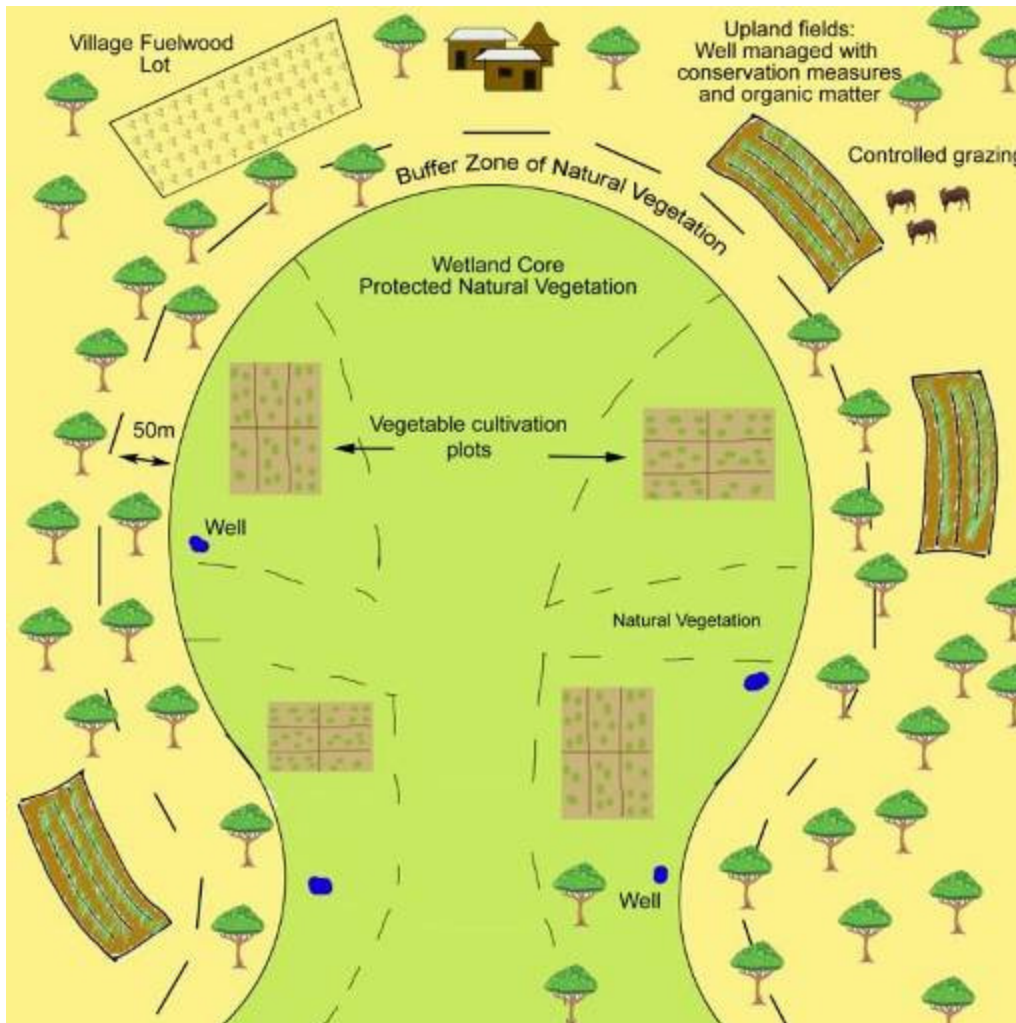 Village Fuelwood
Lot
Upland fields:
Well managed with
conservation measures
and organic matter
Controlled grazing
Buffer Zone of Natural Vegetation
Wetland Core
Protected Natural Vegetation
50m
Vegetable cultivation
plots
Well
Natural Vegetation
Well